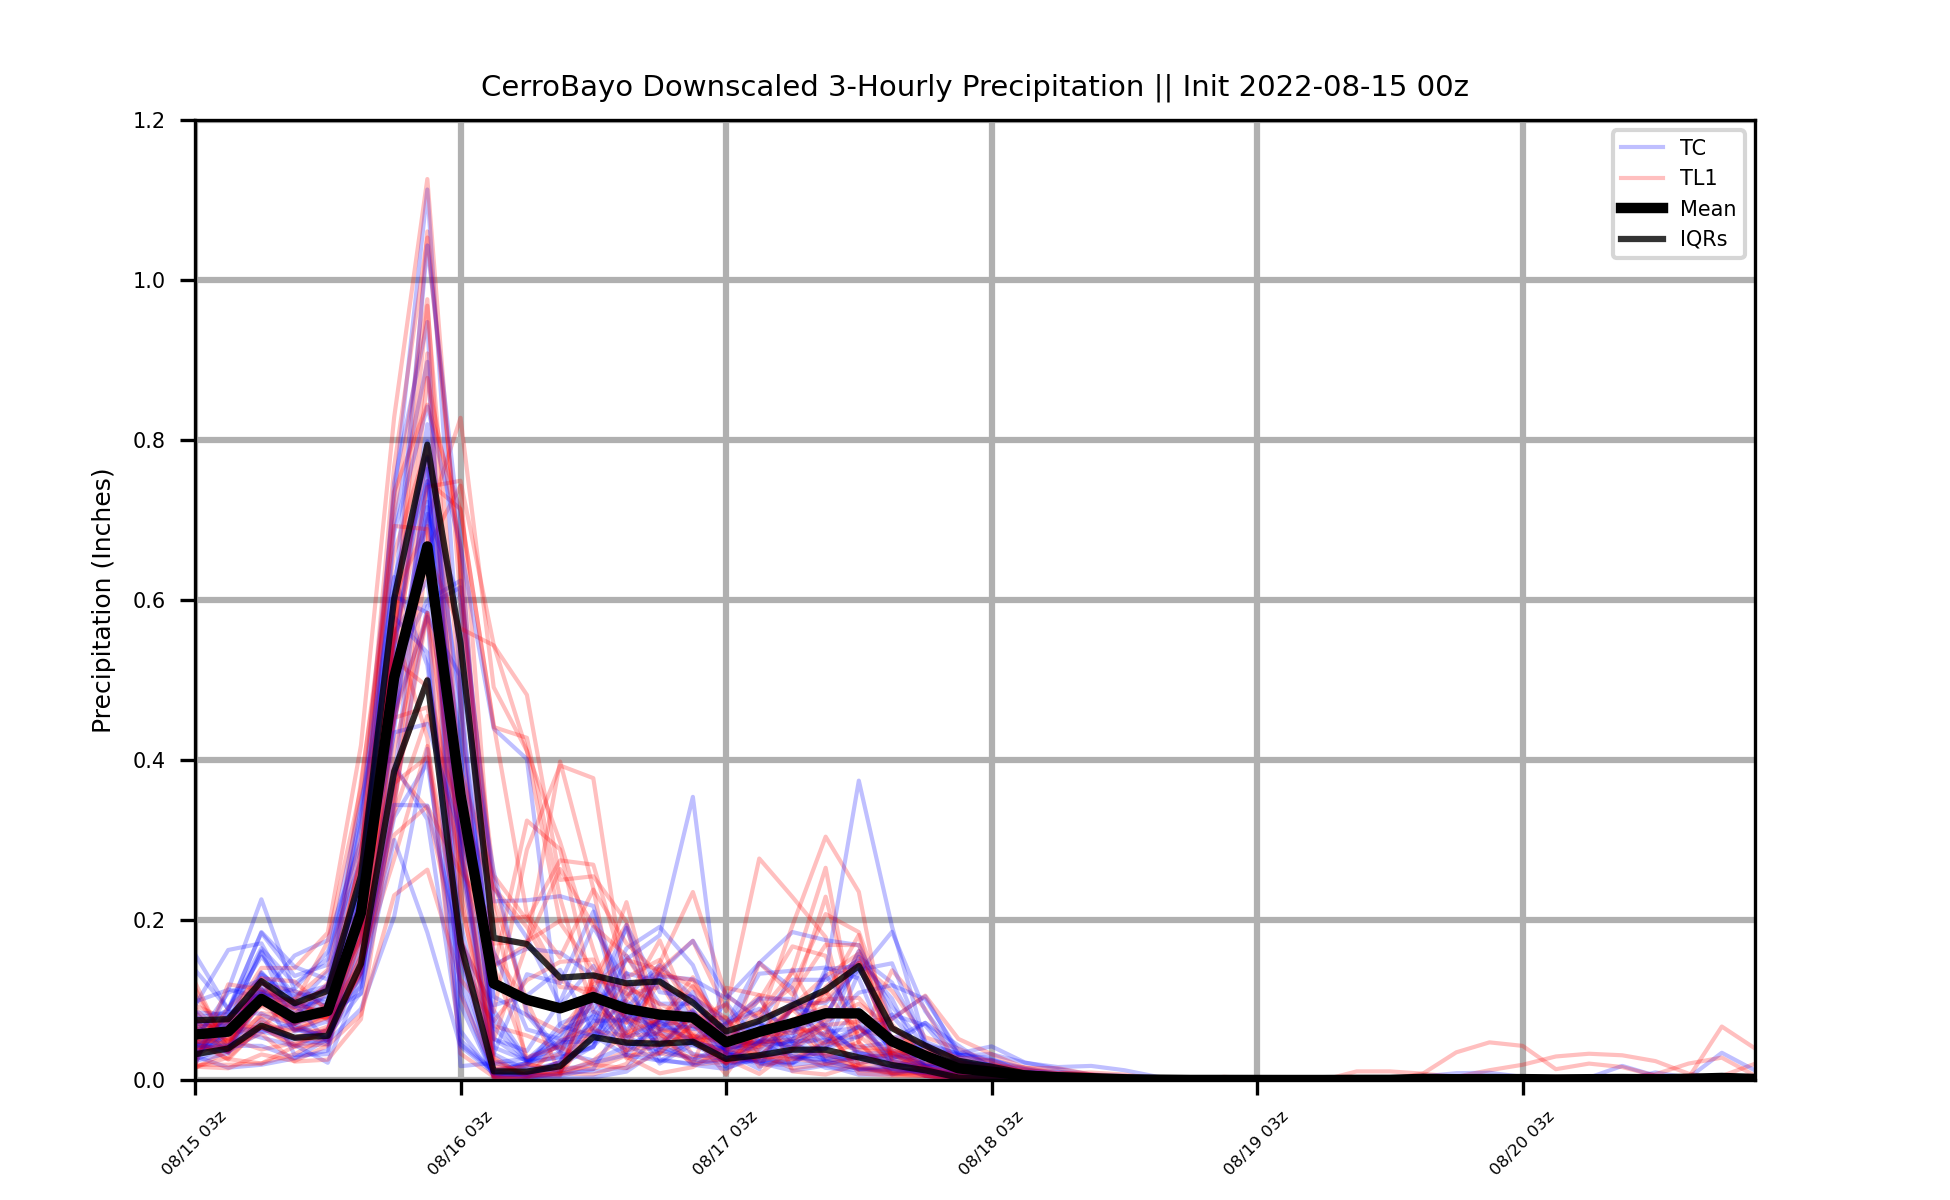 CerroBayo Downscaled 3-Hourly Precipitation || Init 2022-08-15 00z
1.2
1.0
0.8
0.6
0.4
0.2
0.0
Precipitation (Inches)
TC
TL1
Mean
IQRs
08/15 03z
08/16 03z
08/17 03z
08/18 03z
08/19 03z
08/20 03z